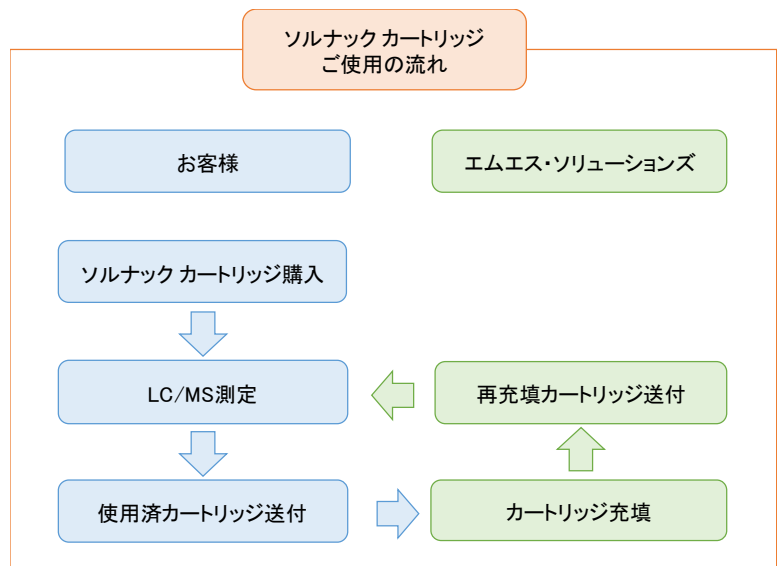 ソルナック カートリッジ
ご使用の流れ
お客様
エムエス・ソリューションズ
ソルナック カートリッジ購入
LC/MS測定
再充填カートリッジ送付
使用済カートリッジ送付
カートリッジ充填